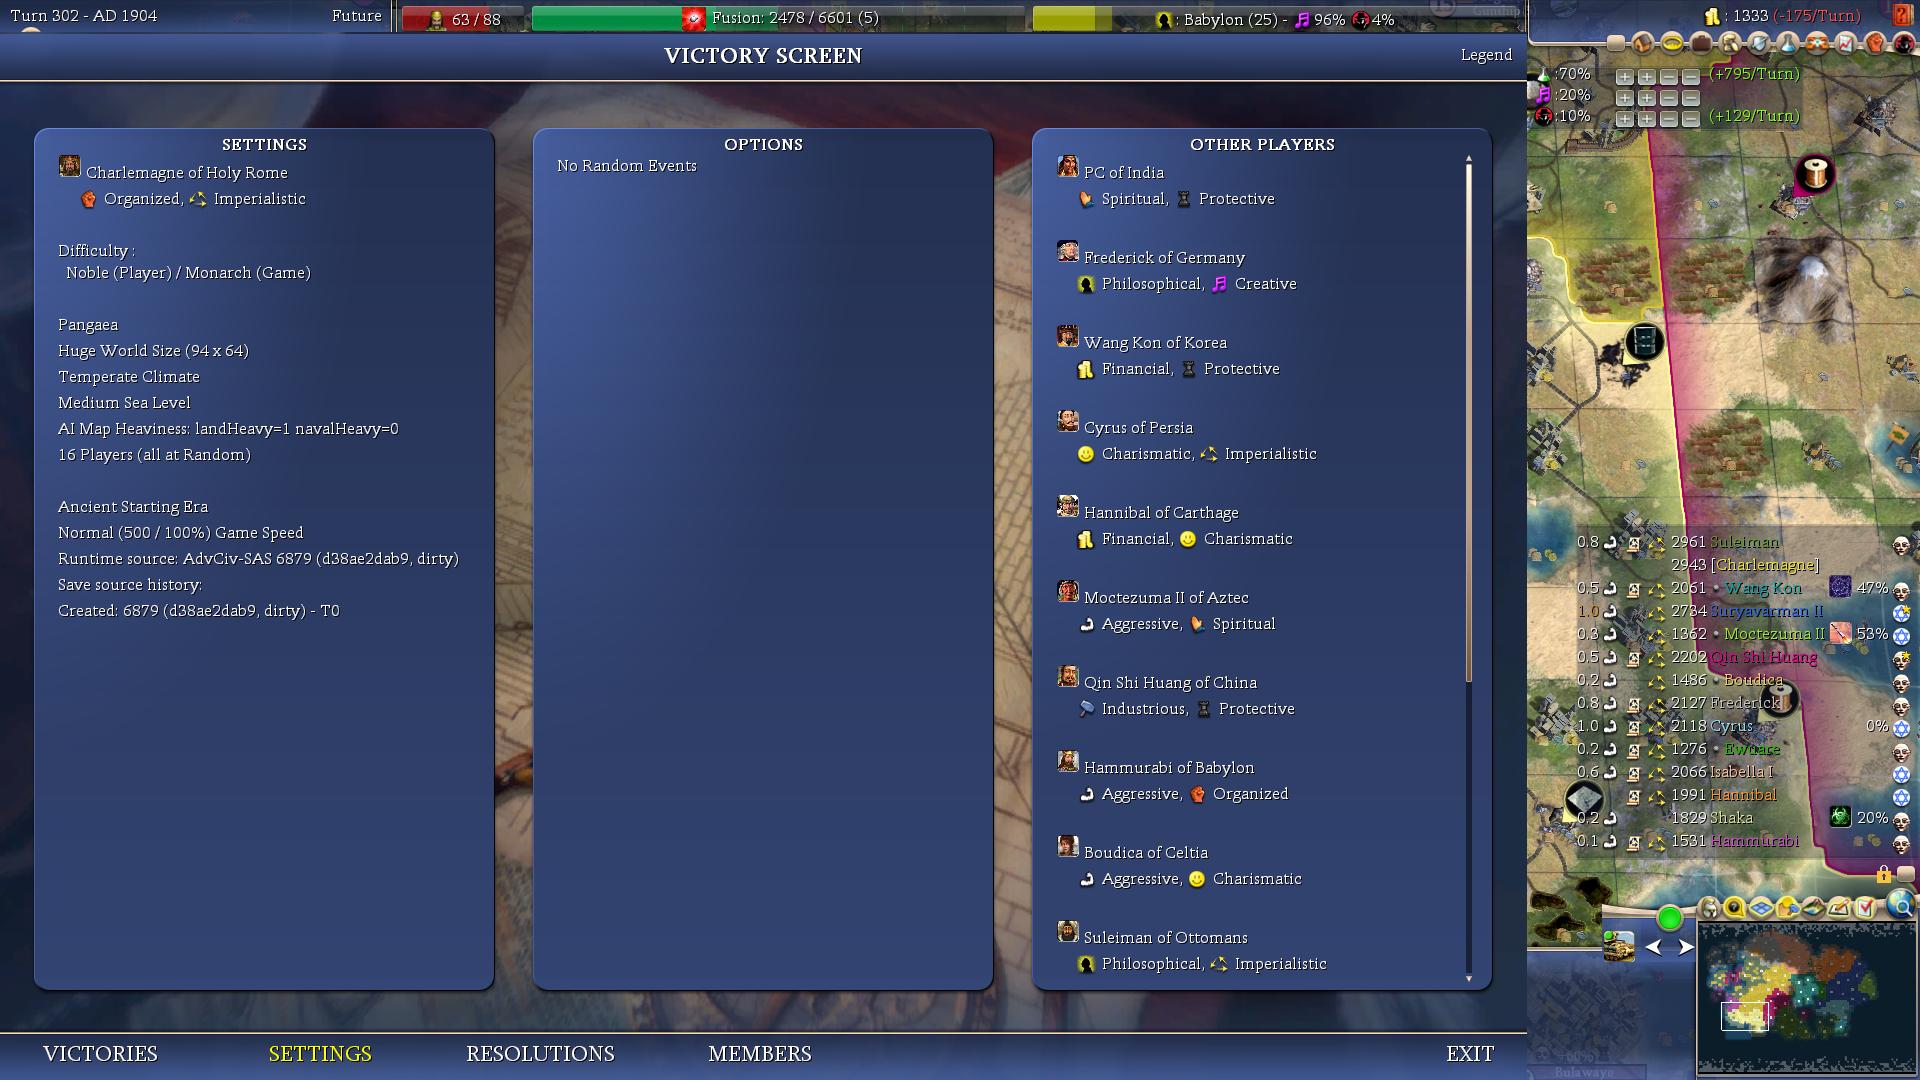 Turn 302 - AD 1904
Future
63 / 88
Fusion: 2478 / 6601 (5)
: Babylon (25) - 96% 4%
: 1333 (-175/Turn)
VICTORY SCREEN
Legend
:70%
(+795/Turn)
:20%
:10%
(+129/Turn)
SETTINGS
Charlemagne of Holy Rome
Organized, Imperialistic
Difficulty :
Noble (Player) / Monarch (Game)
Pangaea
Huge World Size (94 x 64)
Temperate Climate
Medium Sea Level
AI Map Heaviness: landHeavy=1 navalHeavy=0
16 Players (all at Random)
Ancient Starting Era
Normal (500 / 100%) Game Speed
Runtime source: AdvCiv-SAS 6879 (d38ae2dab9, dirty)
Save source history:
Created: 6879 (d38ae2dab9, dirty) - T0
OPTIONS
No Random Events
OTHER PLAYERS
PC of India
Spiritual, Protective
Frederick of Germany
Philosophical, Creative
Wang Kon of Korea
Financial, Protective
Cyrus of Persia
Charismatic, Imperialistic
Hannibal of Carthage
Financial, Charismatic
Moctezuma II of Aztec
Aggressive, Spiritual
Qin Shi Huang of China
Industrious, Protective
Hammurabi of Babylon
Aggressive, Organized
Boudica of Celtia
Aggressive, Charismatic
Suleiman of Ottomans
Philosophical, Imperialistic
0.8 2961 Suleiman
2943 [Charlemagne]
0.5 2061 • Wang Kon 47%
1.0 2734 Suryavarman II
0.3 1362 • Moctezuma II 53%
0.5 2202 Qin Shi Huang
0.2 1486 • Boudica
0.8 2127 Frederick
1.0 2118 Cyrus 0%
0.2 1276 • Ewuare
0.6 2066 Isabella I
1991 Hannibal
0.2 1829 Shaka 20%
0.1 1531 Hammurabi
VICTORIES
SETTINGS
RESOLUTIONS
MEMBERS
EXIT
+60%
Bulawayo